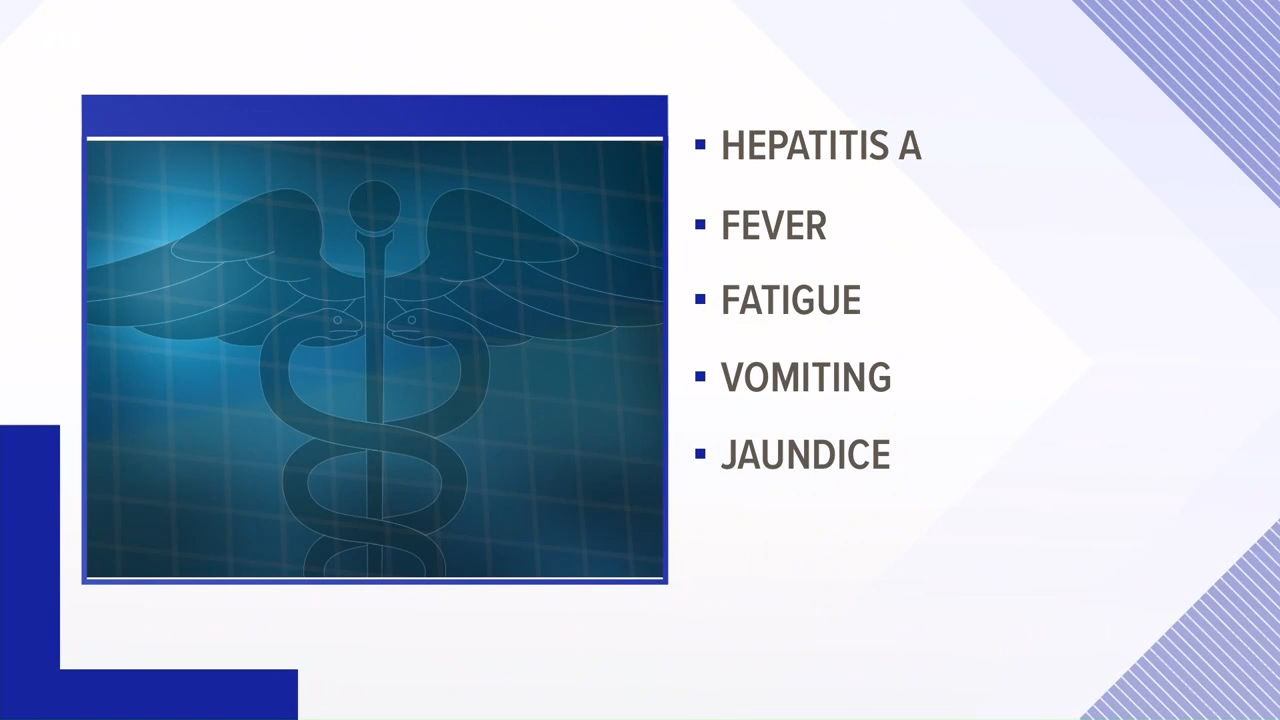 HEPATITIS A
FEVER
FATIGUE
VOMITING
JAUNDICE